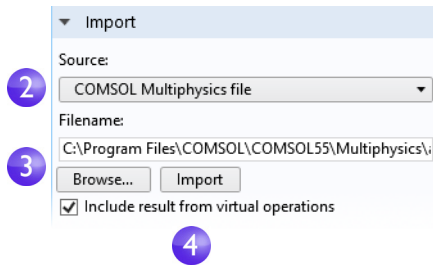 Import
Source:
2 COMSOL Multiphysics file
Filename:
C:\Program Files\COMSOL\COMSOL55\Multiphysics\
3 Browse... Import
Include result from virtual operations
4